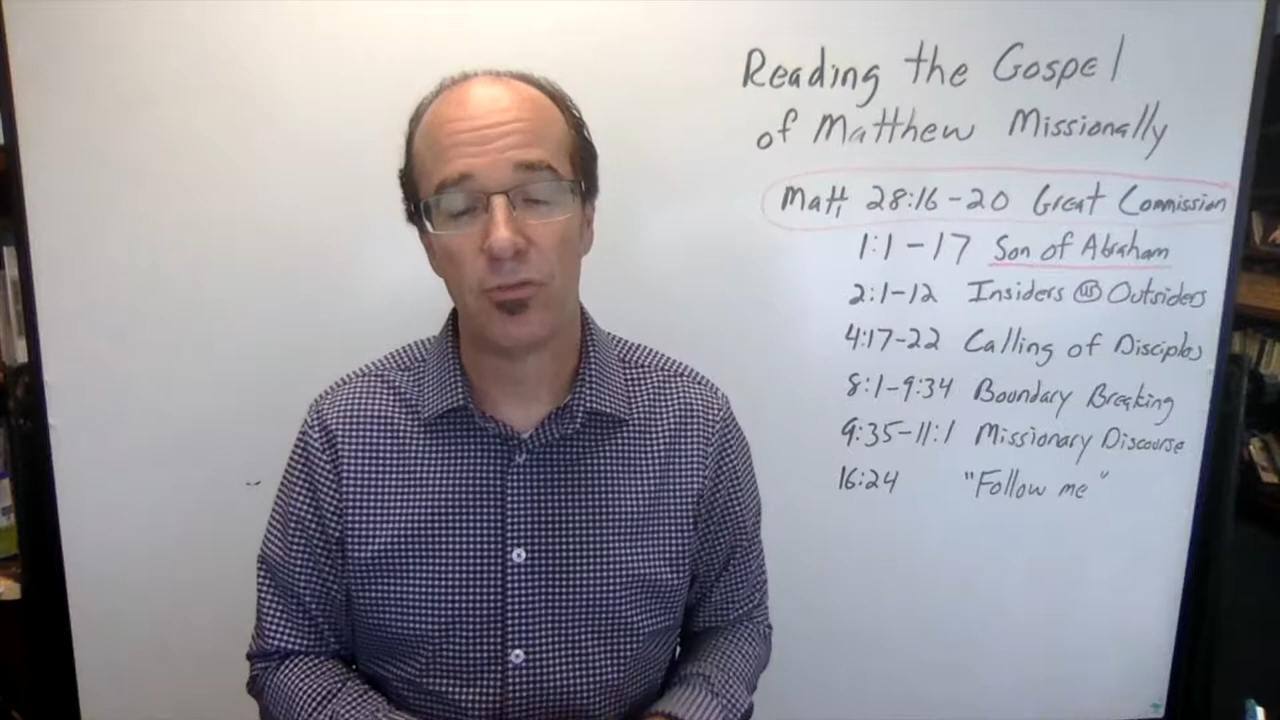 Reading the Gospel
of Matthew Missionally
Matt 28:16-20 Great Commission
1:1-17 Son of Abraham
2:1-12 Insiders vs Outsiders
4:17-22 Calling of Disciples
8:1-9:34 Boundary Breaking
9:35-11:1 Missionary Discourse
16:24 "Follow me"